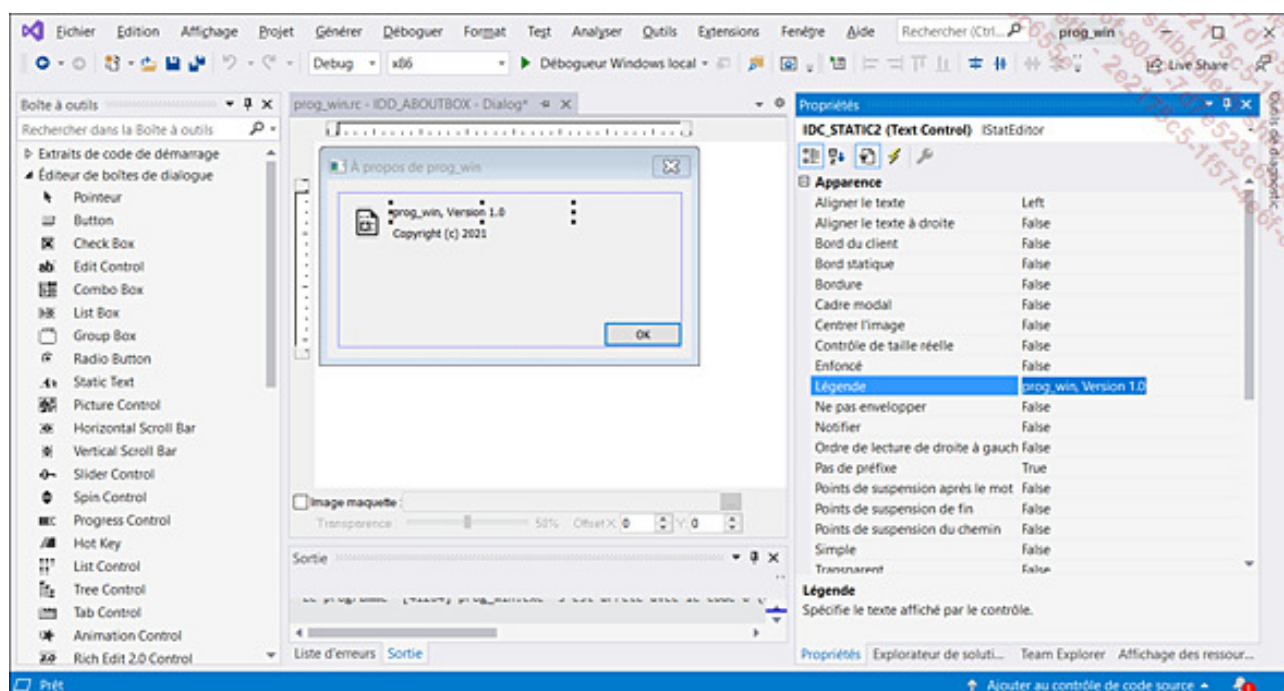 Fichier Edition Affichage Projet Générer Déboguer Format Test Analyser Outils Extensions Fenêtre Aide Rechercher (Ctrl... prog_win
Debug x86 Débogueur Windows local Live Share
Boîte à outils
Rechercher dans la Boîte à outils
Extraits de code de démarrage
Éditeur de boîtes de dialogue
Pointeur
Button
Check Box
Edit Control
Combo Box
List Box
Group Box
Radio Button
Static Text
Picture Control
Horizontal Scroll Bar
Vertical Scroll Bar
Slider Control
Spin Control
Progress Control
Hot Key
List Control
Tree Control
Tab Control
Animation Control
Rich Edit 2.0 Control
prog_win.rc - IDD_ABOUTBOX - Dialog*
À propos de prog_win
prog_win, Version 1.0
Copyright (c) 2021
OK
Image maquette :
Transparence : 50% Offset X: 0 Y: 0
Sortie
Liste d'erreurs Sortie
Propriétés
IDC_STATIC2 (Text Control) IStatEditor
Apparence
Aligner le texte Left
Aligner le texte à droite False
Bord du client False
Bord statique False
Bordure False
Cadre modal False
Centrer l'image False
Contrôle de taille réelle False
Enfoncé False
Légende prog_win, Version 1.0
Ne pas envelopper False
Notifier False
Ordre de lecture de droite à gauch False
Pas de préfixe True
Points de suspension après le mot False
Points de suspension de fin False
Points de suspension du chemin False
Simple False
Transparent False
Légende
Spécifie le texte affiché par le contrôle.
Propriétés Explorateur de soluti... Team Explorer Affichage des ressour...
Outils de diagnostic
Prêt Ajouter au contrôle de code source 1